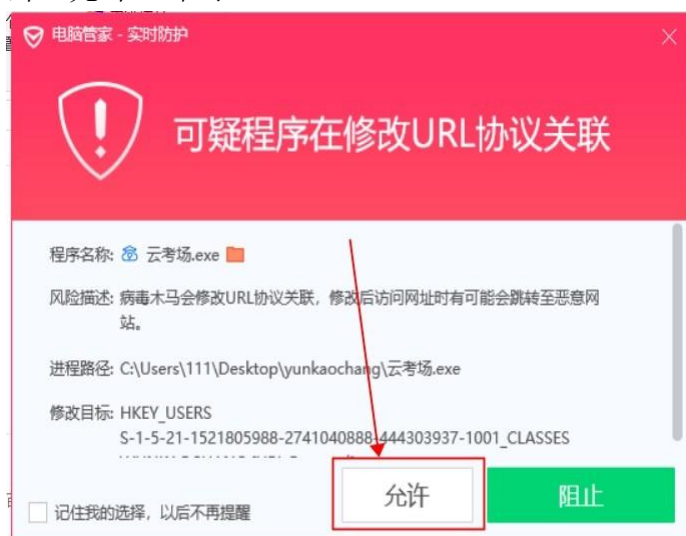 电脑管家 - 实时防护
可疑程序在修改URL协议关联
程序名称: 云考场.exe
风险描述: 病毒木马会修改URL协议关联，修改后访问网址时有可能会跳转至恶意网
站。
进程路径: C:\Users\111\Desktop\yunkaochang\云考场.exe
修改目标: HKEY_USERS
S-1-5-21-1521805988-2741040888-444303937-1001_CLASSES
允许
阻止
记住我的选择，以后不再提醒